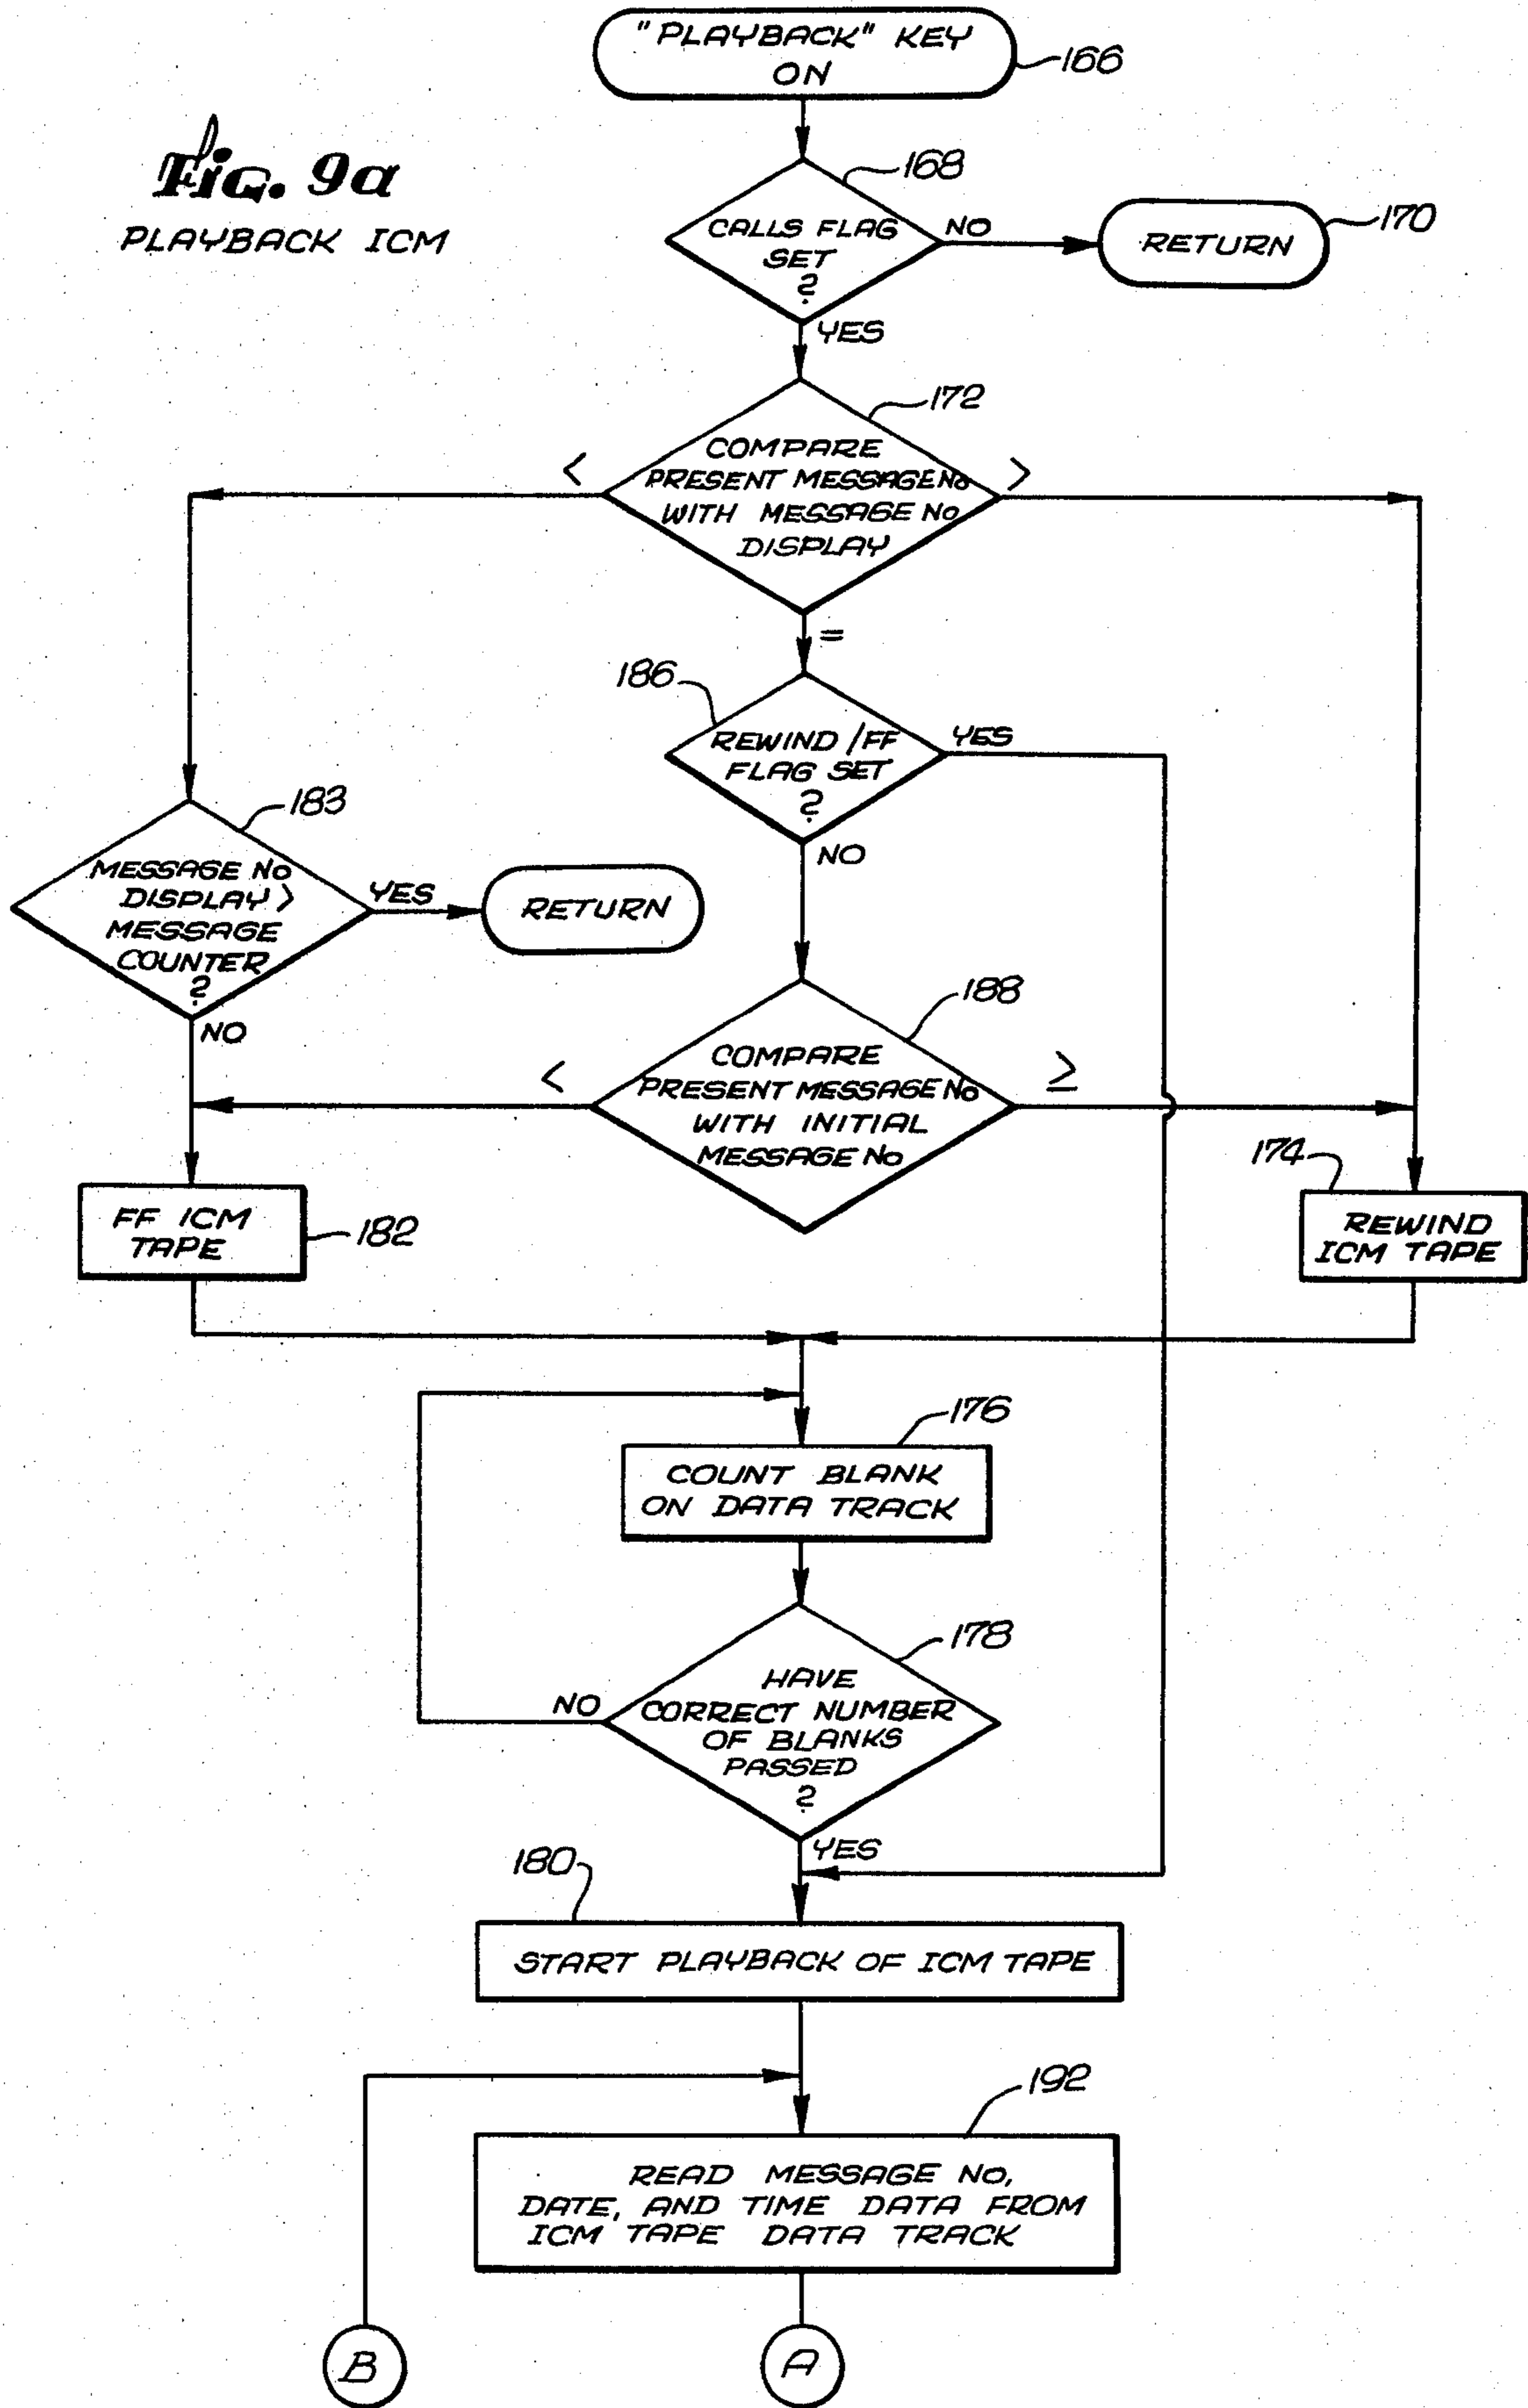 "PLAYBACK" KEY
ON
166
Fig. 9a
PLAYBACK ICM
168
CALLS FLAG
SET
?
NO
RETURN
170
YES
172
COMPARE
PRESENT MESSAGE No
WITH MESSAGE No
DISPLAY
<
>
=
186
REWIND /FF
FLAG SET
?
YES
NO
183
MESSAGE No
DISPLAY >
MESSAGE
COUNTER
?
YES
RETURN
NO
188
COMPARE
PRESENT MESSAGE No
WITH INITIAL
MESSAGE No
<
≥
174
FF ICM
TAPE
182
REWIND
ICM TAPE
176
COUNT BLANK
ON DATA TRACK
178
HAVE
CORRECT NUMBER
OF BLANKS
PASSED
?
NO
YES
180
START PLAYBACK OF ICM TAPE
192
READ MESSAGE NO,
DATE, AND TIME DATA FROM
ICM TAPE DATA TRACK
B
A